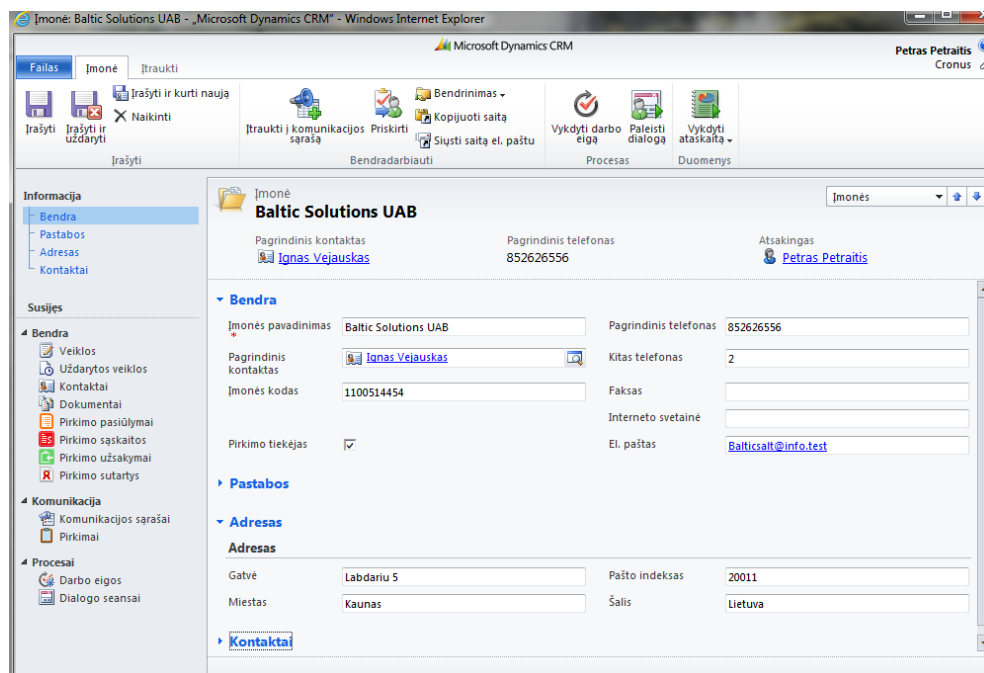 Įmonė: Baltic Solutions UAB - „Microsoft Dynamics CRM" - Windows Internet Explorer
Microsoft Dynamics CRM
Petras Petraitis
Cronus
Failas Įmonė Įtraukti
Įrašyti
Įrašyti ir uždaryti
Įrašyti ir kurti naują
Naikinti
Įrašyti
Įtraukti į komunikacijos sąrašą
Priskirti
Bendrinimas
Kopijuoti saitą
Siųsti saitą el. paštu
Bendradarbiauti
Vykdyti darbo eigą
Paleisti dialogą
Procesas
Vykdyti ataskaitą
Duomenys
Informacija
Bendra
Pastabos
Adresas
Kontaktai
Susijęs
Bendra
Veiklos
Uždarytos veiklos
Kontaktai
Dokumentai
Pirkimo pasiūlymai
Pirkimo sąskaitos
Pirkimo užsakymai
Pirkimo sutartys
Komunikacija
Komunikacijos sąrašai
Pirkimai
Procesai
Darbo eigos
Dialogo seansai
Įmonė
Baltic Solutions UAB
Įmonės
Pagrindinis kontaktas Pagrindinis telefonas Atsakingas
Ignas Vejauskas 852626556 Petras Petraitis
Bendra
Įmonės pavadinimas * Baltic Solutions UAB Pagrindinis telefonas 852626556
Pagrindinis kontaktas Ignas Vejauskas Kitas telefonas 2
Įmonės kodas 1100514454 Faksas
Interneto svetainė
Pirkimo tiekėjas El. paštas Balticsalt@info.test
Pastabos
Adresas
Adresas
Gatvė Labdariu 5 Pašto indeksas 20011
Miestas Kaunas Šalis Lietuva
Kontaktai